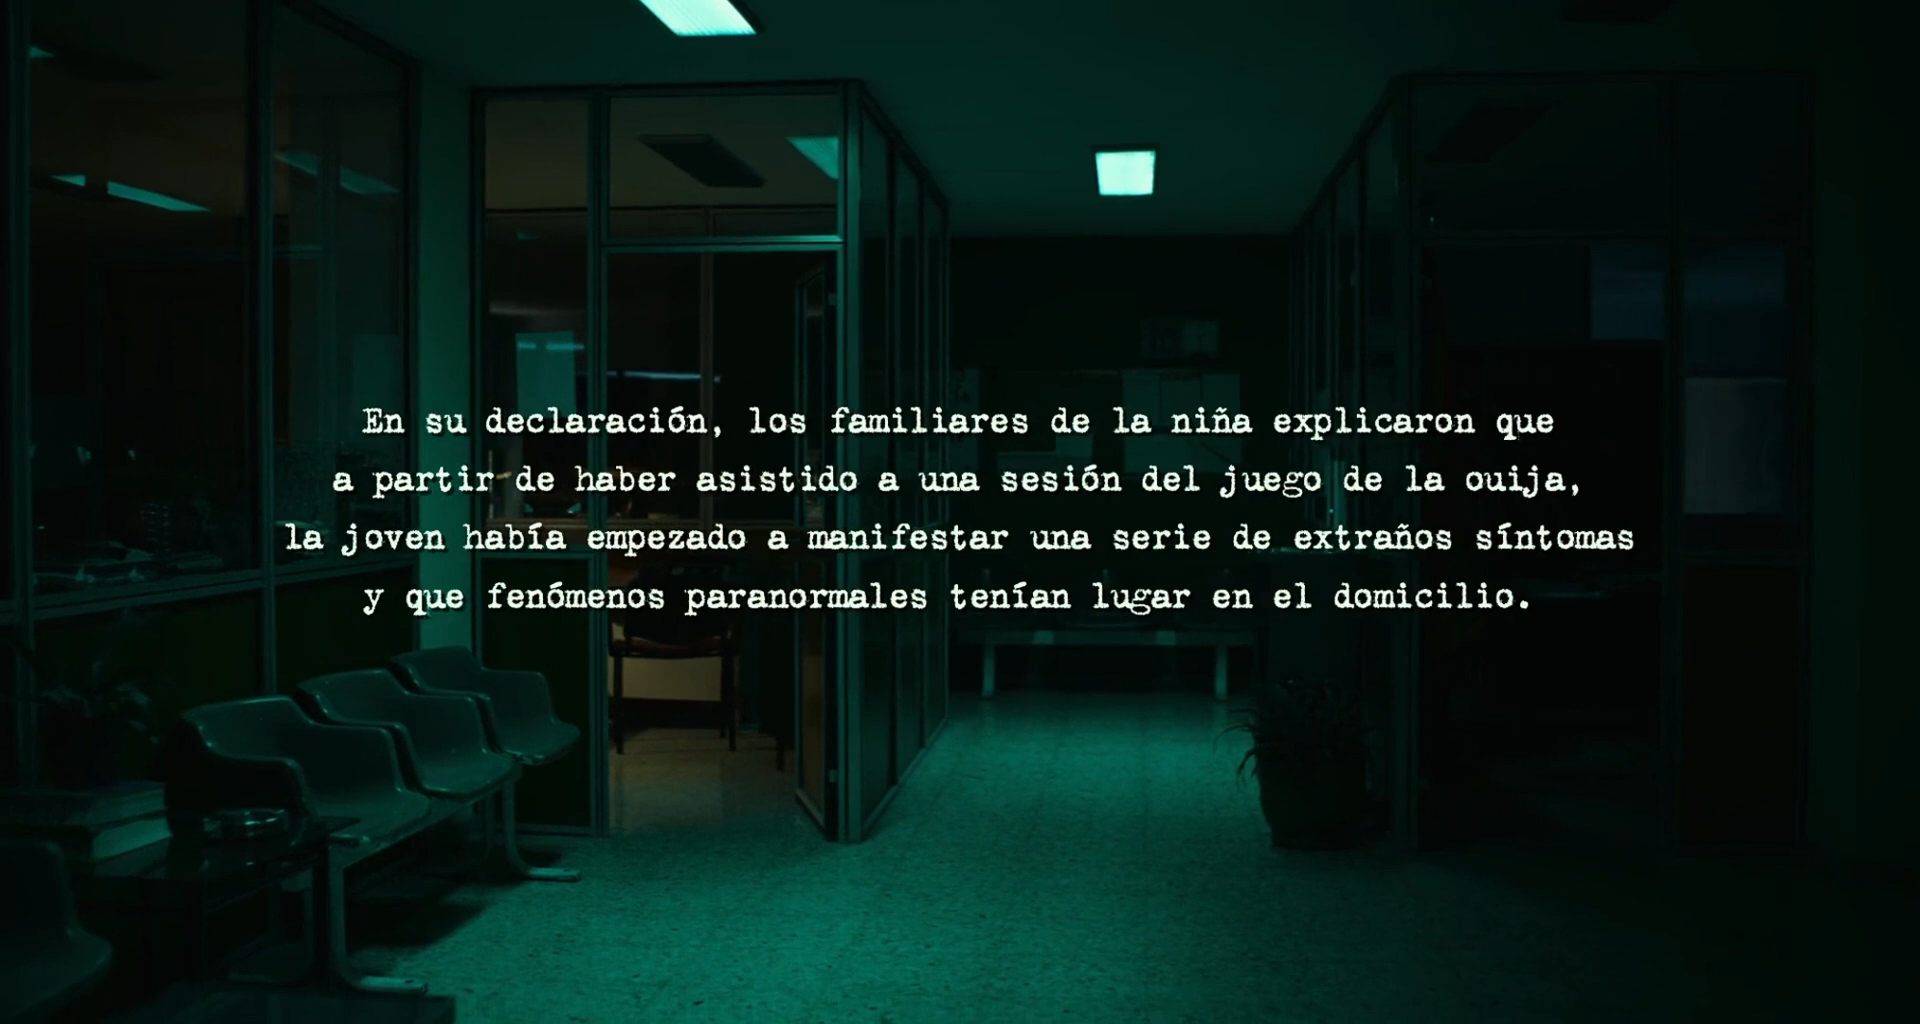 En su declaración, los familiares de la niña explicaron que
a partir de haber asistido a una sesión del juego de la ouija,
la joven había empezado a manifestar una serie de extraños síntomas
y que fenómenos paranormales tenían lugar en el domicilio.